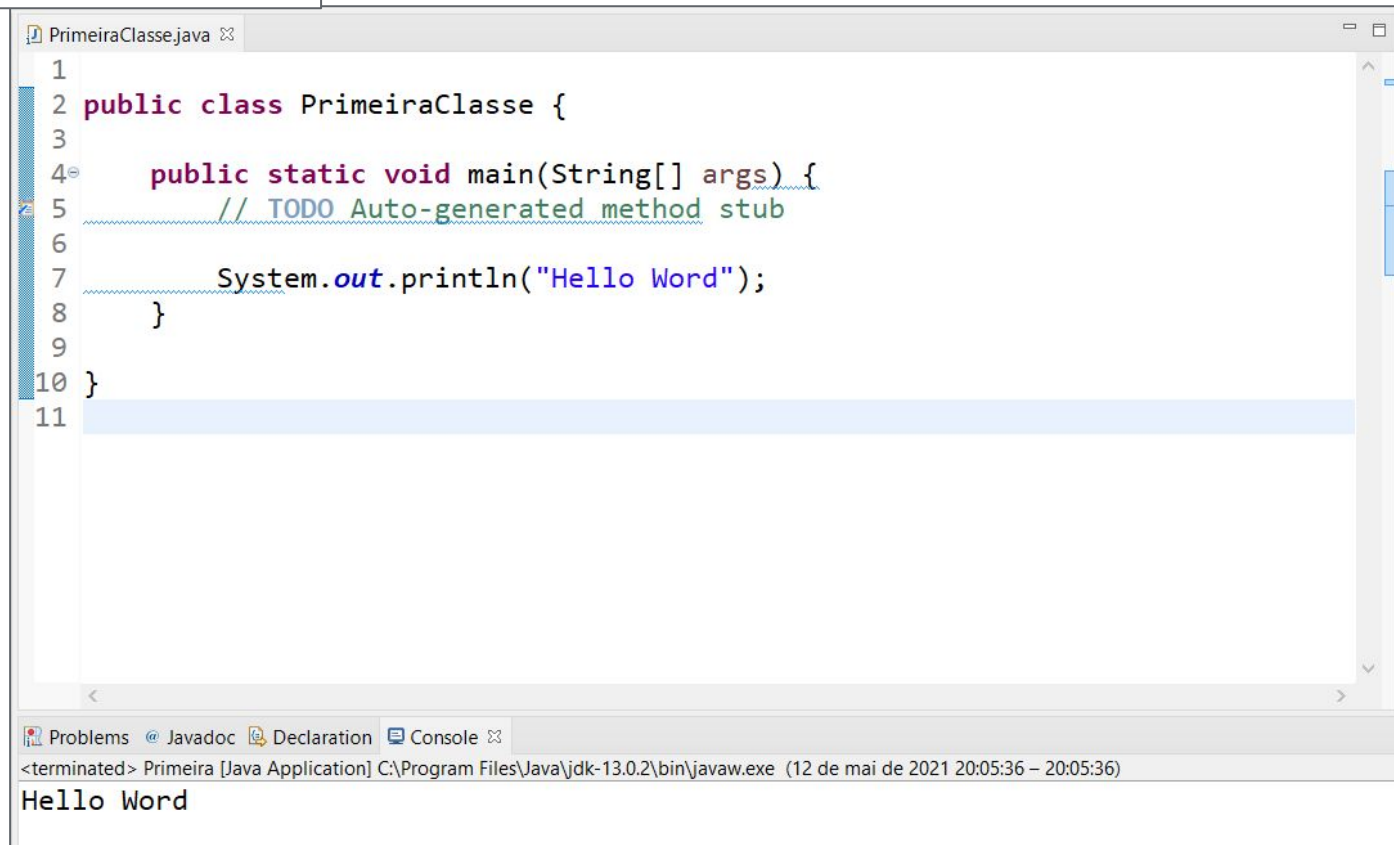 PrimeiraClasse.java
1
2 public class PrimeiraClasse {
3
4     public static void main(String[] args) {
5         // TODO Auto-generated method stub
6
7         System.out.println("Hello Word");
8     }
9
10 }
11
Problems @ Javadoc Declaration Console
<terminated> Primeira [Java Application] C:\Program Files\Java\jdk-13.0.2\bin\javaw.exe (12 de mai de 2021 20:05:36 – 20:05:36)
Hello Word